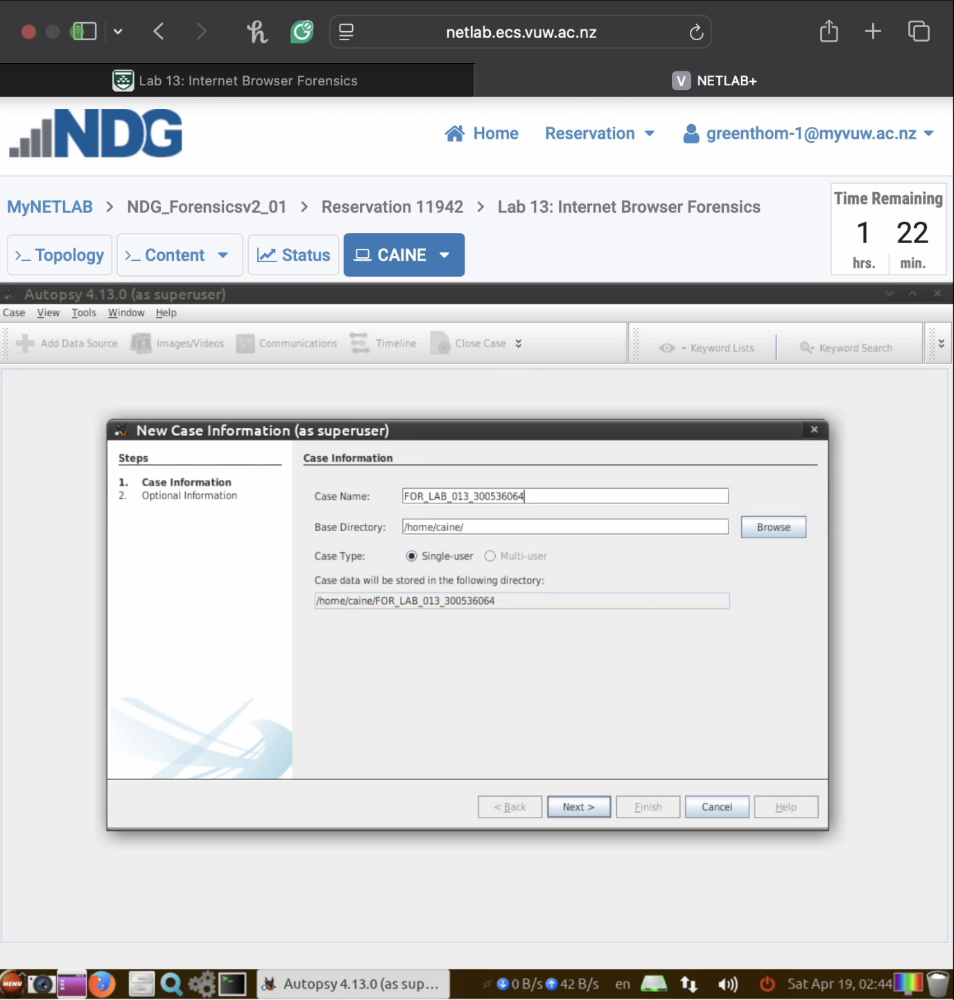 netlab.ecs.vuw.ac.nz
Lab 13: Internet Browser Forensics
V NETLAB+
NDG
Home Reservation greenthom-1@myvuw.ac.nz
MyNETLAB > NDG_Forensicsv2_01 > Reservation 11942 > Lab 13: Internet Browser Forensics
Time Remaining
1 22
hrs. min.
>_ Topology >_ Content Status CAINE
Autopsy 4.13.0 (as superuser)
Case View Tools Window Help
Add Data Source Images/Videos Communications Timeline Close Case Keyword Lists Keyword Search
New Case Information (as superuser)
Steps
1. Case Information
2. Optional Information
Case Information
Case Name: FOR_LAB_013_300536064
Base Directory: /home/caine/ Browse
Case Type: Single-user Multi-user
Case data will be stored in the following directory:
/home/caine/FOR_LAB_013_300536064
< Back Next > Finish Cancel Help
MENU Autopsy 4.13.0 (as sup... 0 B/s 42 B/s en Sat Apr 19, 02:44